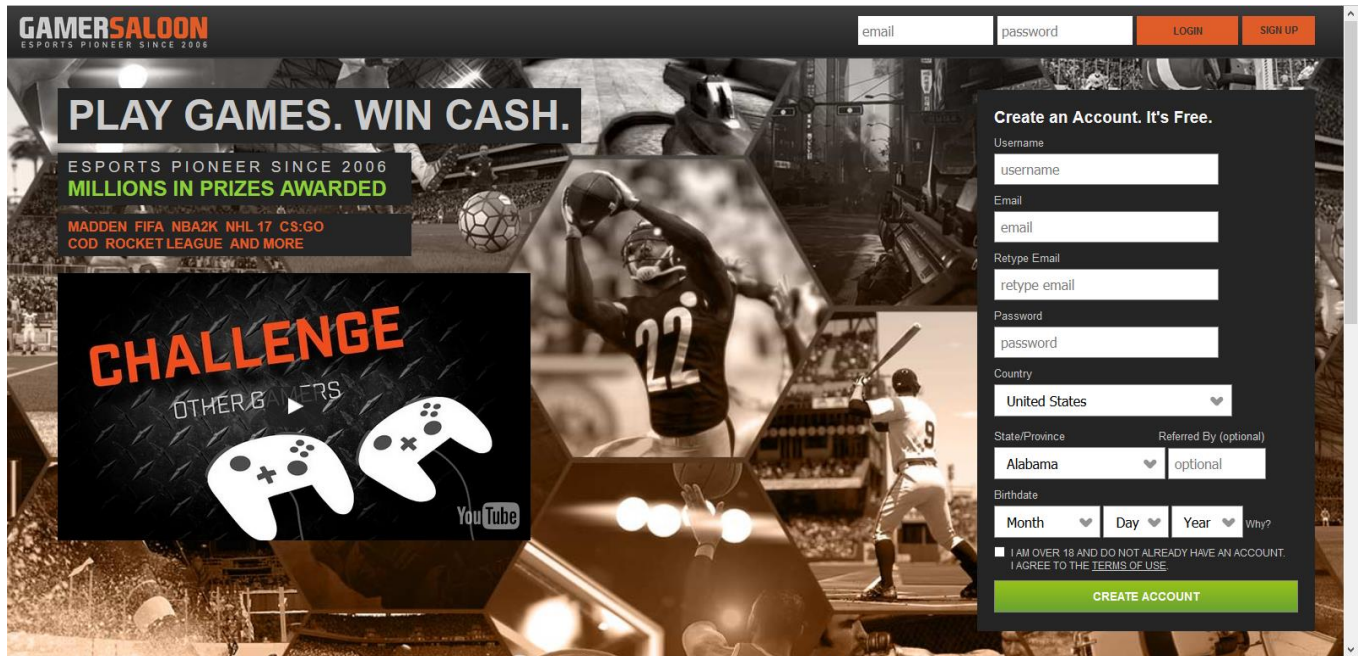 GAMERSALOON
ESPORTS PIONEER SINCE 2006
email
password
LOGIN
SIGN UP
PLAY GAMES. WIN CASH.
ESPORTS PIONEER SINCE 2006
MILLIONS IN PRIZES AWARDED
MADDEN FIFA NBA2K NHL 17 CS:GO
COD ROCKET LEAGUE AND MORE
CHALLENGE
OTHER GAMERS
YouTube
22
9
Create an Account. It's Free.
Username
username
Email
email
Retype Email
retype email
Password
password
Country
United States
State/Province Referred By (optional)
Alabama optional
Birthdate
Month Day Year Why?
I AM OVER 18 AND DO NOT ALREADY HAVE AN ACCOUNT.
I AGREE TO THE TERMS OF USE.
CREATE ACCOUNT